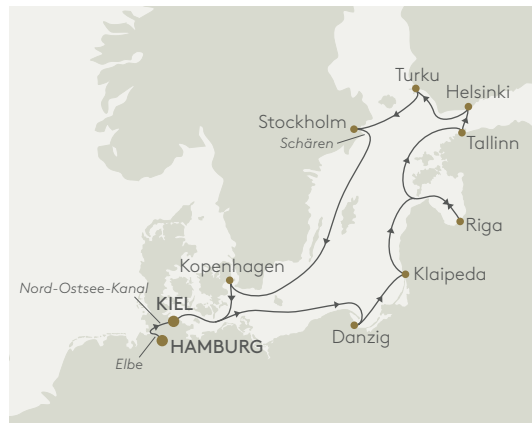 Turku
Helsinki
Stockholm
Schären
Tallinn
Riga
Kopenhagen
Klaipeda
Nord-Ostsee-Kanal
KIEL
Danzig
HAMBURG
Elbe